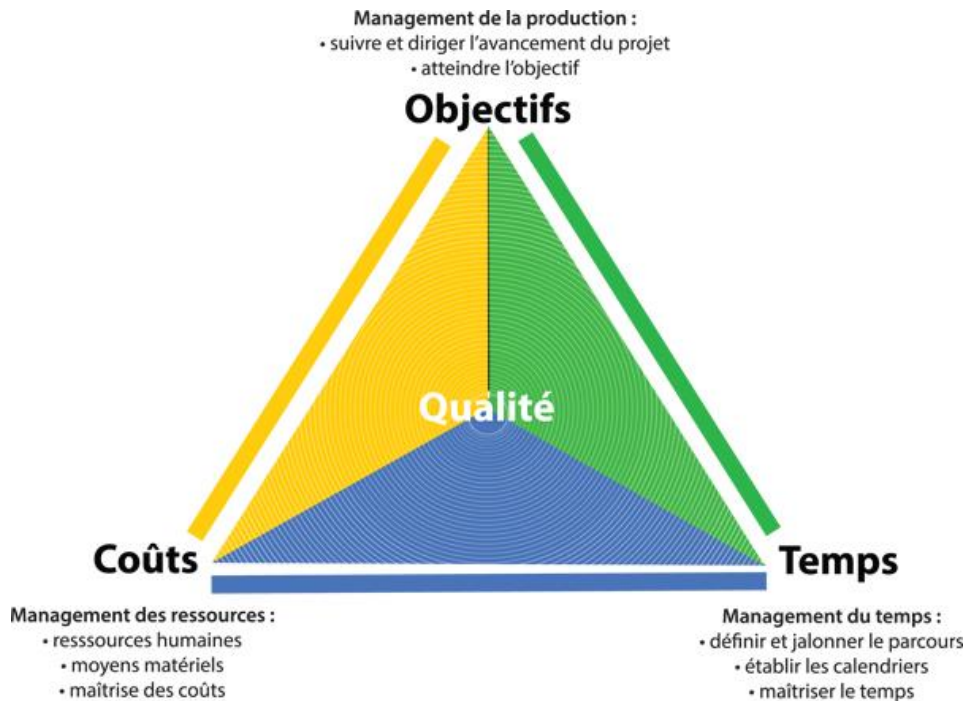 Management de la production :
• suivre et diriger l’avancement du projet
• atteindre l’objectif
Objectifs
Qualité
Coûts
Management des ressources :
• resssources humaines
• moyens matériels
• maîtrise des coûts
Temps
Management du temps :
• définir et jalonner le parcours
• établir les calendriers
• maîtriser le temps